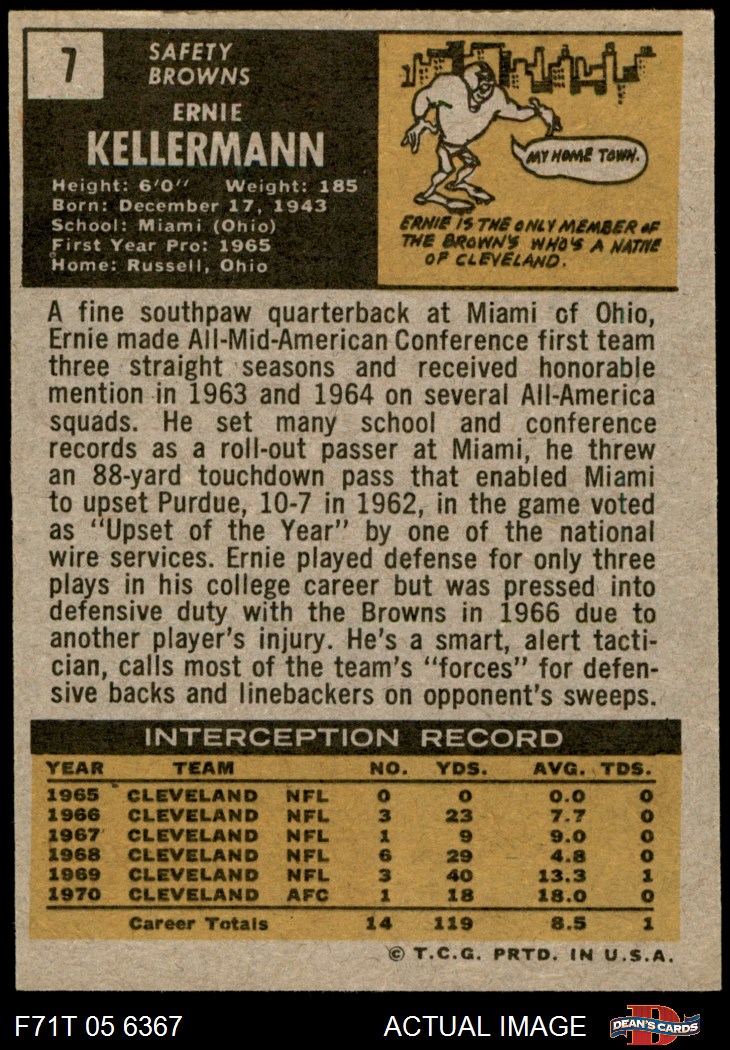 7
SAFETY
BROWNS
ERNIE
KELLERMANN
Height: 6'0" Weight: 185
Born: December 17, 1943
School: Miami (Ohio)
First Year Pro: 1965
Home: Russell, Ohio
MY HOME TOWN.
ERNIE IS THE ONLY MEMBER OF
THE BROWN'S WHO'S A NATIVE
OF CLEVELAND.
A fine southpaw quarterback at Miami of Ohio,
Ernie made All-Mid-American Conference first team
three straight seasons and received honorable
mention in 1963 and 1964 on several All-America
squads. He set many school and conference
records as a roll-out passer at Miami, he threw
an 88-yard touchdown pass that enabled Miami
to upset Purdue, 10-7 in 1962, in the game voted
as "Upset of the Year" by one of the national
wire services. Ernie played defense for only three
plays in his college career but was pressed into
defensive duty with the Browns in 1966 due to
another player's injury. He's a smart, alert tacti-
cian, calls most of the team's "forces" for defen-
sive backs and linebackers on opponent's sweeps.
INTERCEPTION RECORD
YEAR TEAM NO. YDS. AVG. TDS.
1965 CLEVELAND NFL 0 0 0.0 0
1966 CLEVELAND NFL 3 23 7.7 0
1967 CLEVELAND NFL 1 9 9.0 0
1968 CLEVELAND NFL 6 29 4.8 0
1969 CLEVELAND NFL 3 40 13.3 1
1970 CLEVELAND AFC 1 18 18.0 0
Career Totals 14 119 8.5 1
© T.C.G. PRTD. IN U.S.A.
F71T 05 6367 ACTUAL IMAGE D DEAN'S CARDS